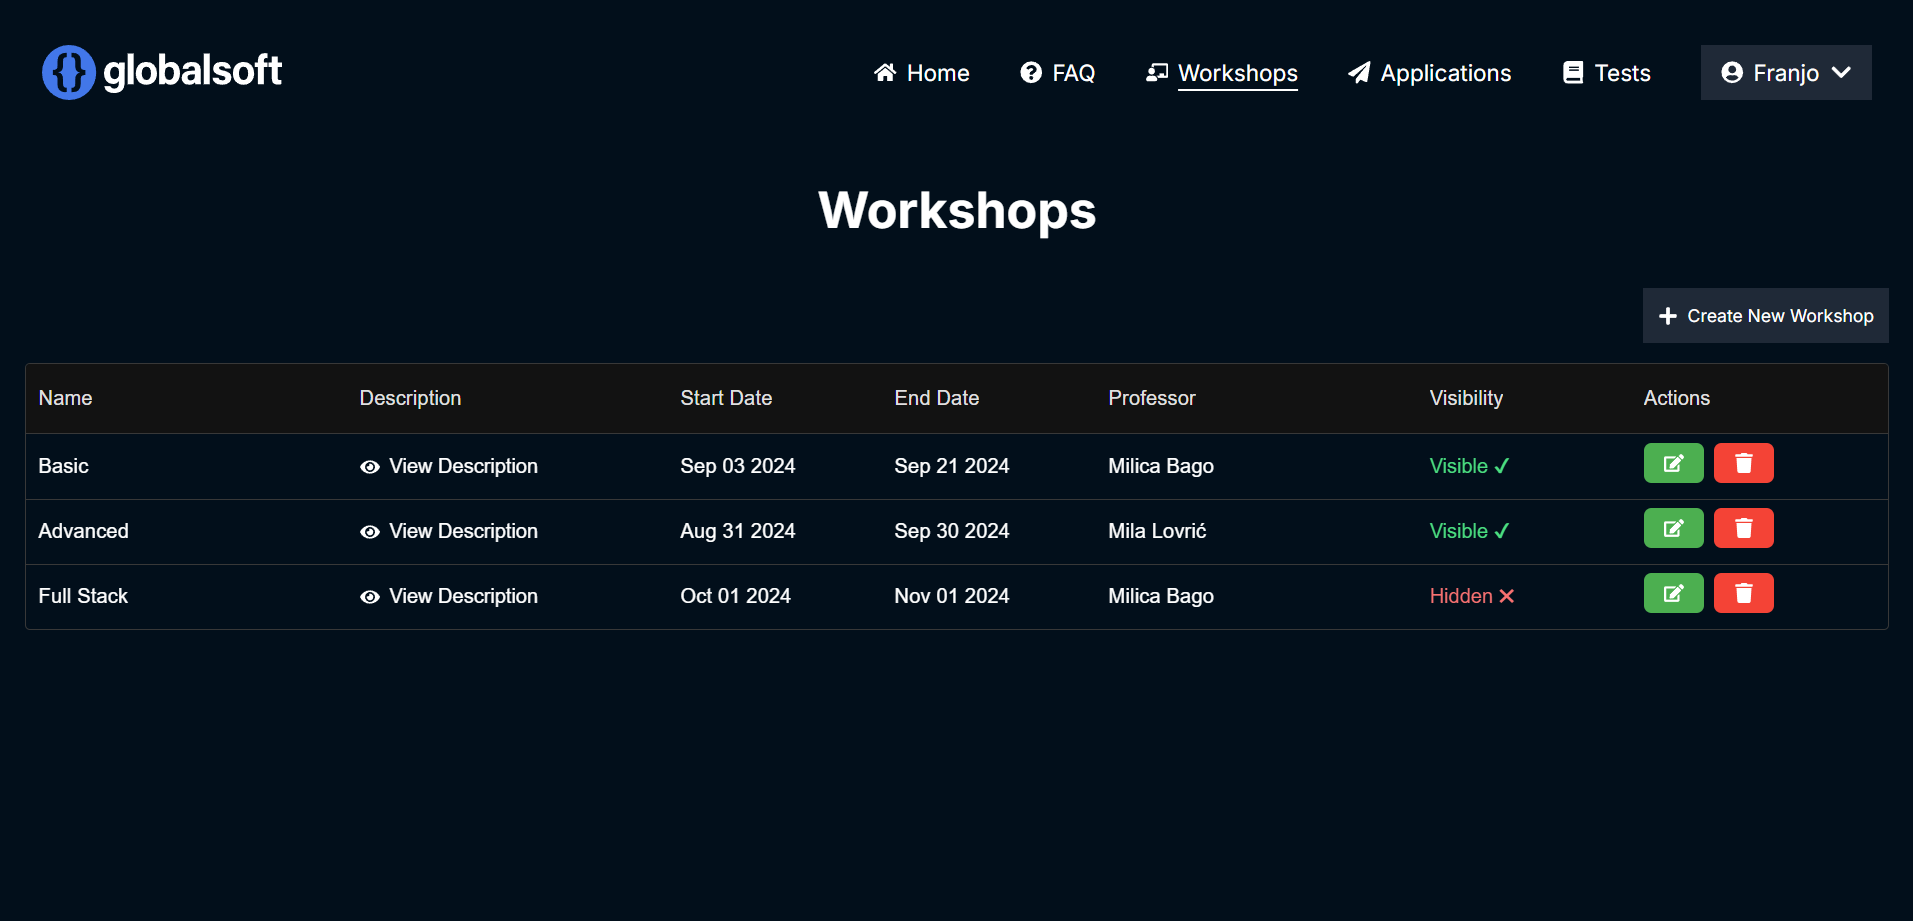 {} globalsoft Home FAQ Workshops Applications Tests Franjo
Workshops
Create New Workshop
Name Description Start Date End Date Professor Visibility Actions
Basic View Description Sep 03 2024 Sep 21 2024 Milica Bago Visible ✓
Advanced View Description Aug 31 2024 Sep 30 2024 Mila Lovrić Visible ✓
Full Stack View Description Oct 01 2024 Nov 01 2024 Milica Bago Hidden ✕